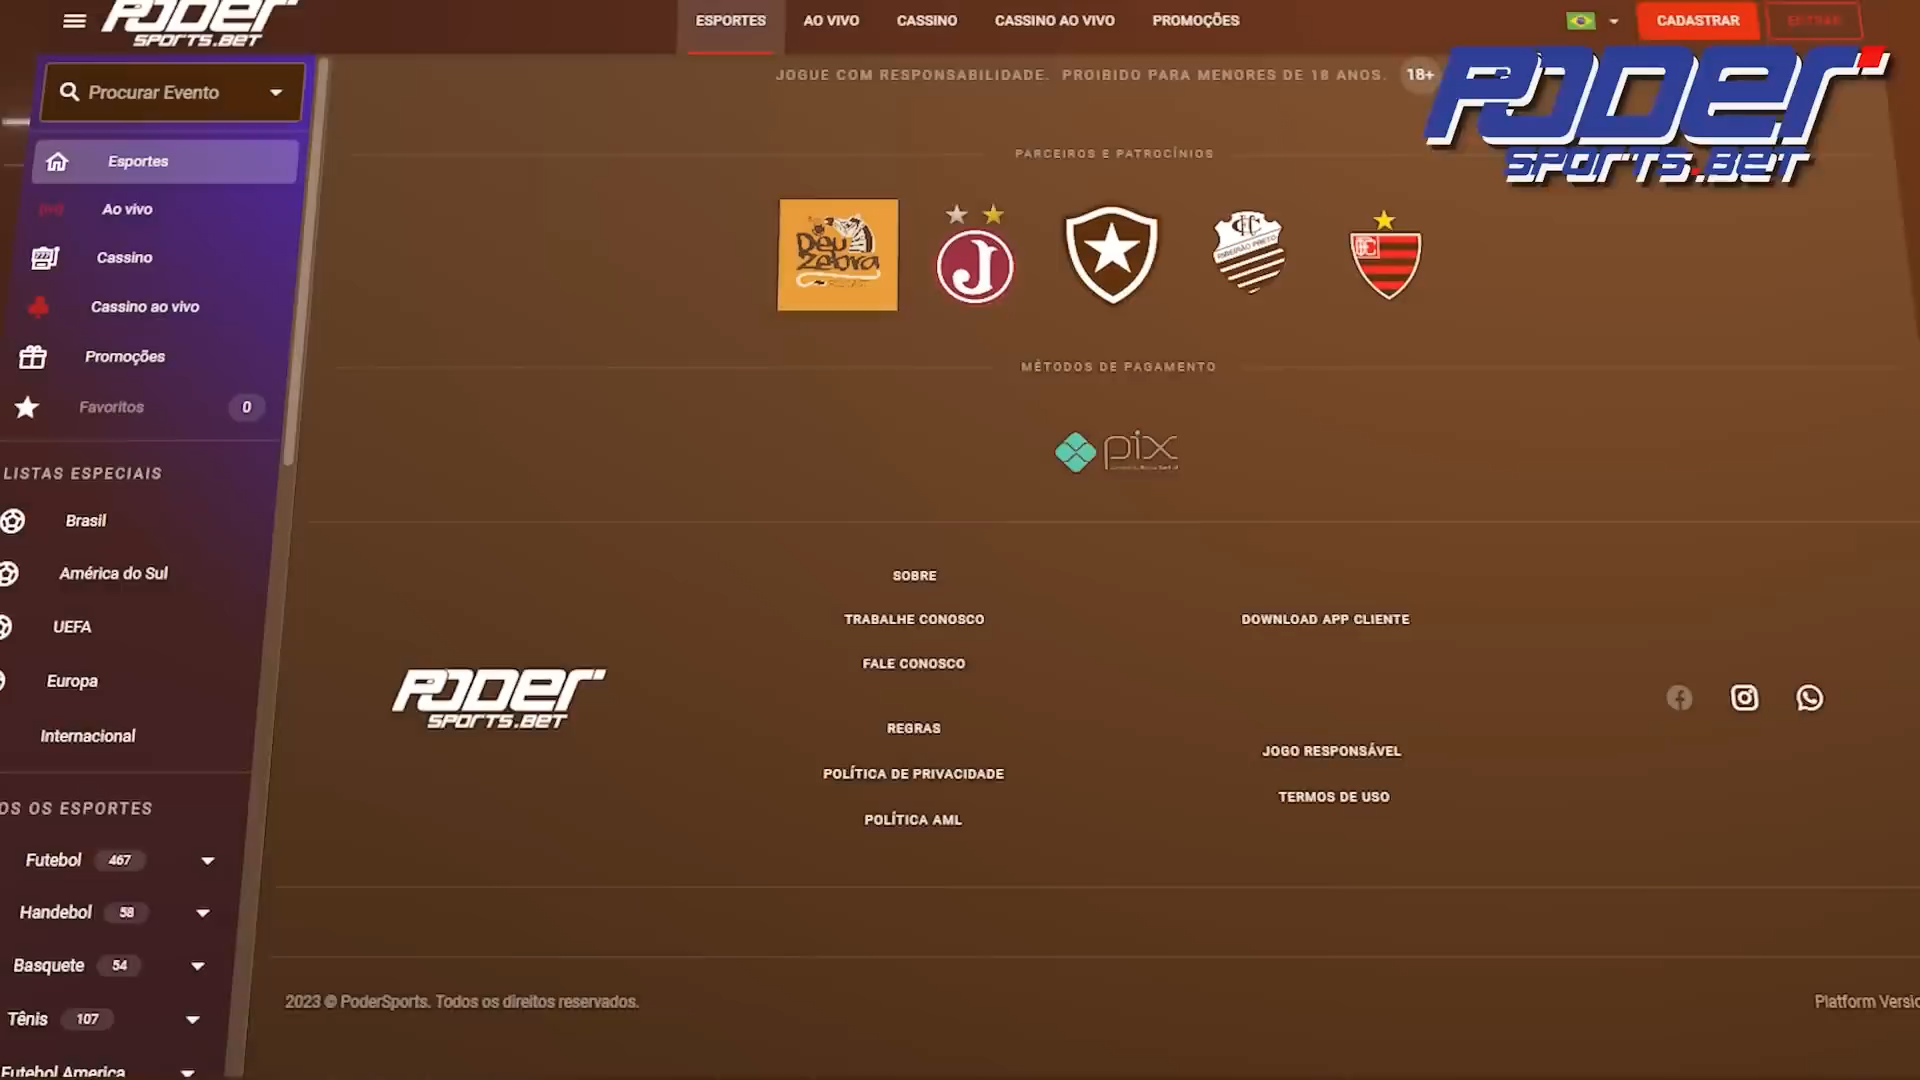 PODER
SPORTS.BET
ESPORTES
AO VIVO
CASSINO
CASSINO AO VIVO
PROMOÇÕES
CADASTRAR
ENTRAR
Procurar Evento
JOGUE COM RESPONSABILIDADE. PROIBIDO PARA MENORES DE 18 ANOS. 18+
PODER
SPORTS.BET
Esportes
Ao vivo
Cassino
Cassino ao vivo
Promoções
Favoritos 0
PARCEIROS E PATROCÍNIOS
Deu
Zebra
J
RIBEIRÃO PRETO
MÉTODOS DE PAGAMENTO
pix
LISTAS ESPECIAIS
Brasil
América do Sul
UEFA
Europa
Internacional
OS OS ESPORTES
Futebol 467
Handebol 58
Basquete 54
Tênis 107
Futebol America
PODER
SPORTS.BET
SOBRE
TRABALHE CONOSCO
FALE CONOSCO
REGRAS
POLÍTICA DE PRIVACIDADE
POLÍTICA AML
DOWNLOAD APP CLIENTE
JOGO RESPONSÁVEL
TERMOS DE USO
2023 © PoderSports. Todos os direitos reservados.
Platform Versio